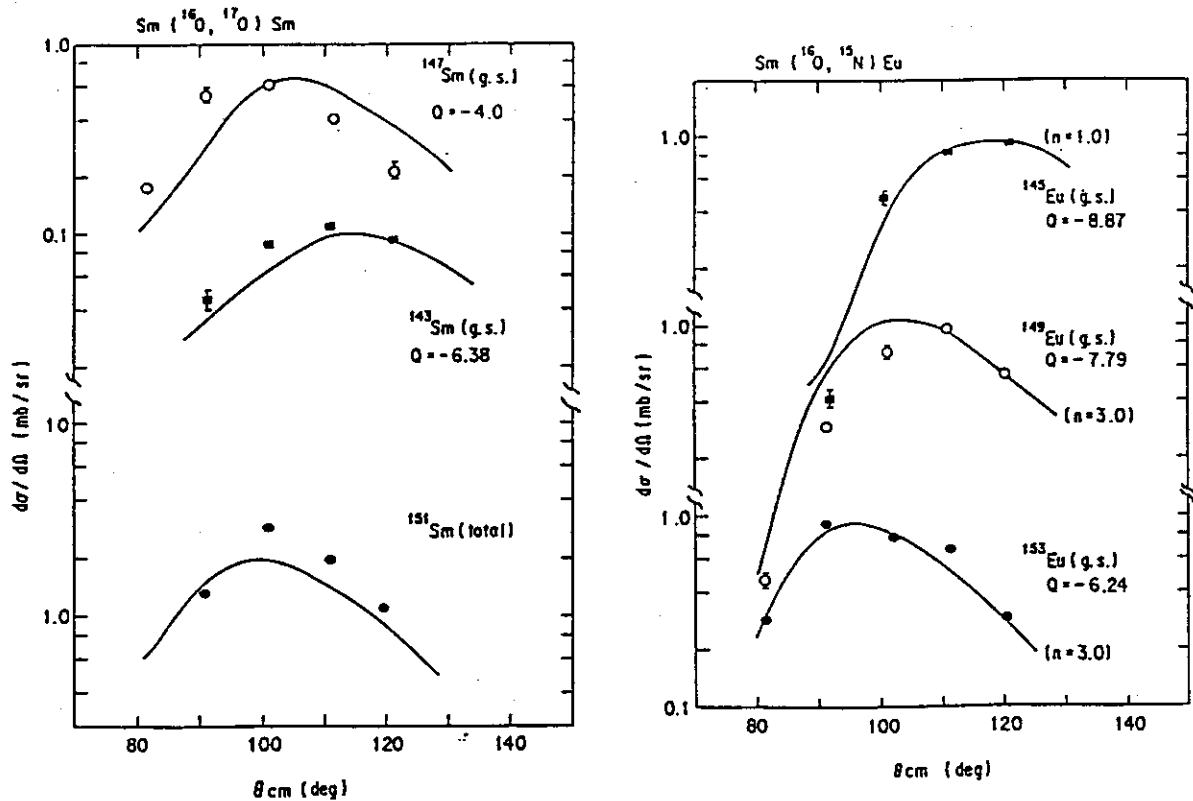 Sm (¹⁶O, ¹⁷O) Sm
1.0
¹⁴⁷Sm (g.s.)
Q = -4.0
0.1
¹⁴³Sm (g.s.)
Q = -6.38
1.0
¹⁵¹Sm (total)
1.0
dσ/dΩ (mb/sr)
80 100 120 140
θcm (deg)
Sm (¹⁶O, ¹⁵N) Eu
1.0
(n=1.0)
¹⁴⁵Eu (g.s.)
Q = -8.87
1.0
¹⁴⁹Eu (g.s.)
Q = -7.79
(n=3.0)
1.0
¹⁵³Eu (g.s.)
Q = -6.24
(n=3.0)
0.1
dσ/dΩ (mb/sr)
80 100 120 140
θcm (deg)